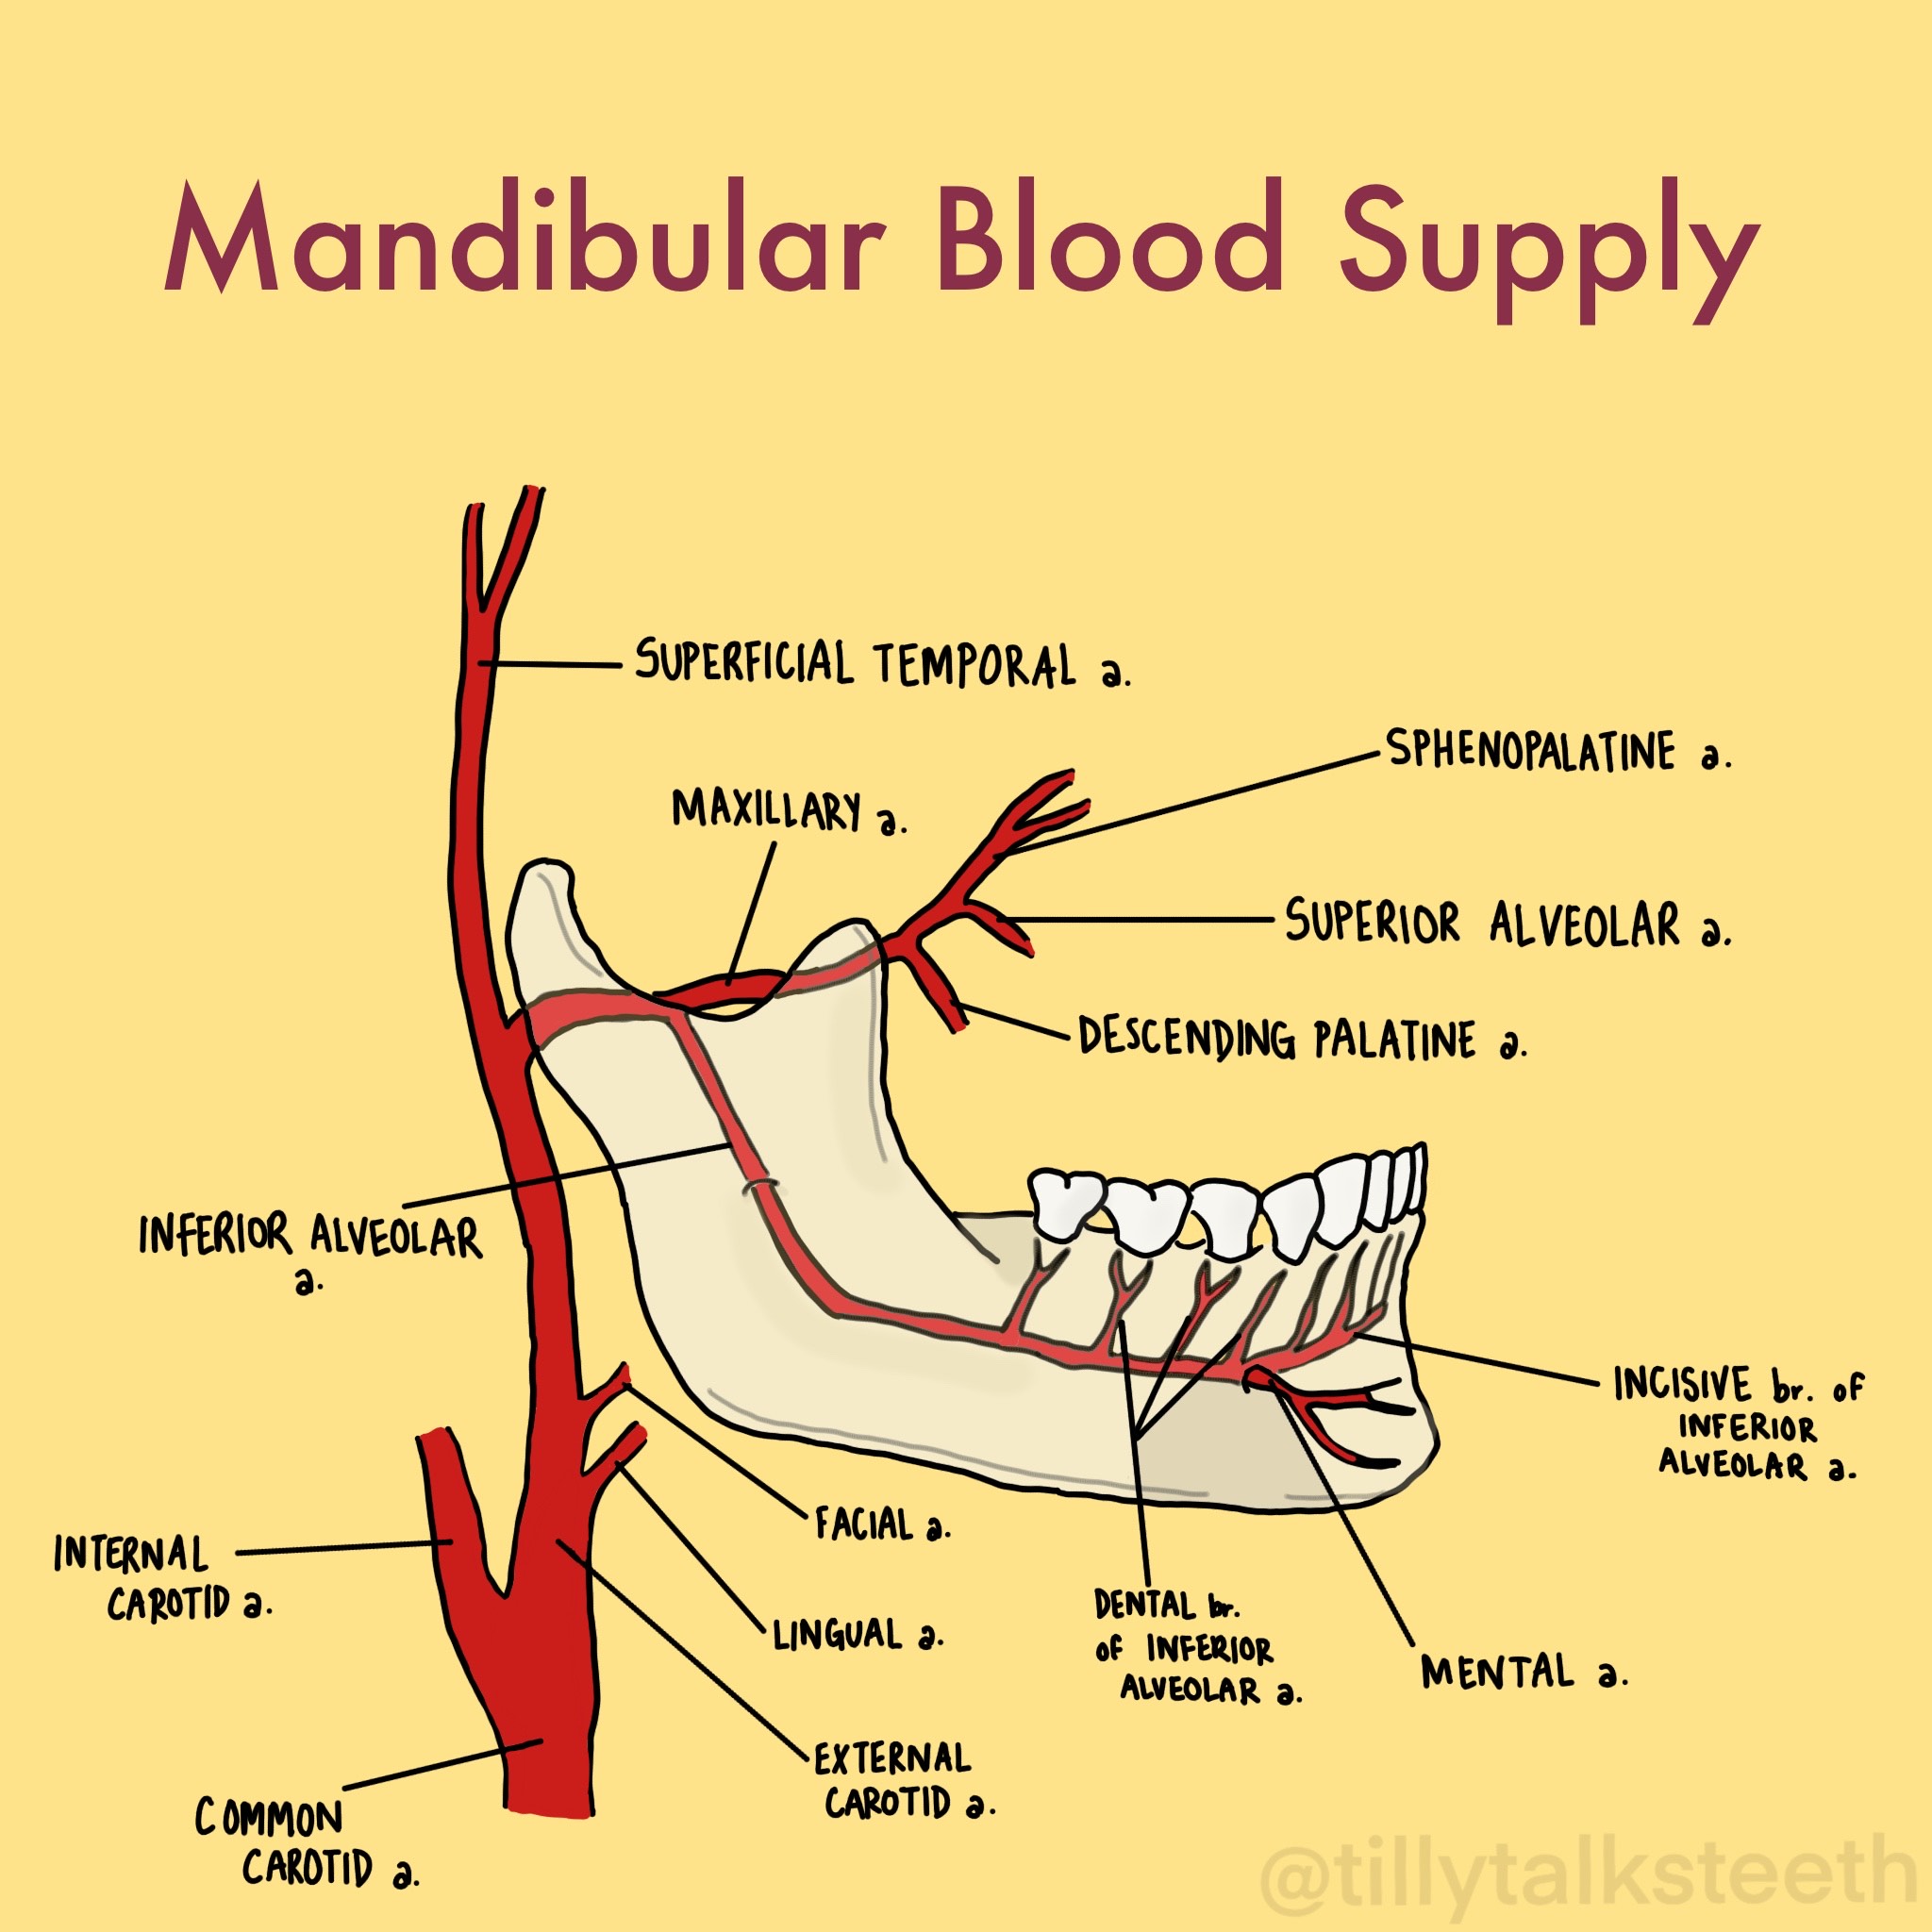 Mandibular Blood Supply
SUPERFICIAL TEMPORAL a.
SPHENOPALATINE a.
MAXILLARY a.
SUPERIOR ALVEOLAR a.
DESCENDING PALATINE a.
INFERIOR ALVEOLAR
a.
INCISIVE br. of
INFERIOR
ALVEOLAR a.
FACIAL a.
INTERNAL
CAROTID a.
LINGUAL a.
DENTAL br.
of INFERIOR
ALVEOLAR a.
MENTAL a.
EXTERNAL
CAROTID a.
COMMON
CAROTID a.
@tillytalksteeth